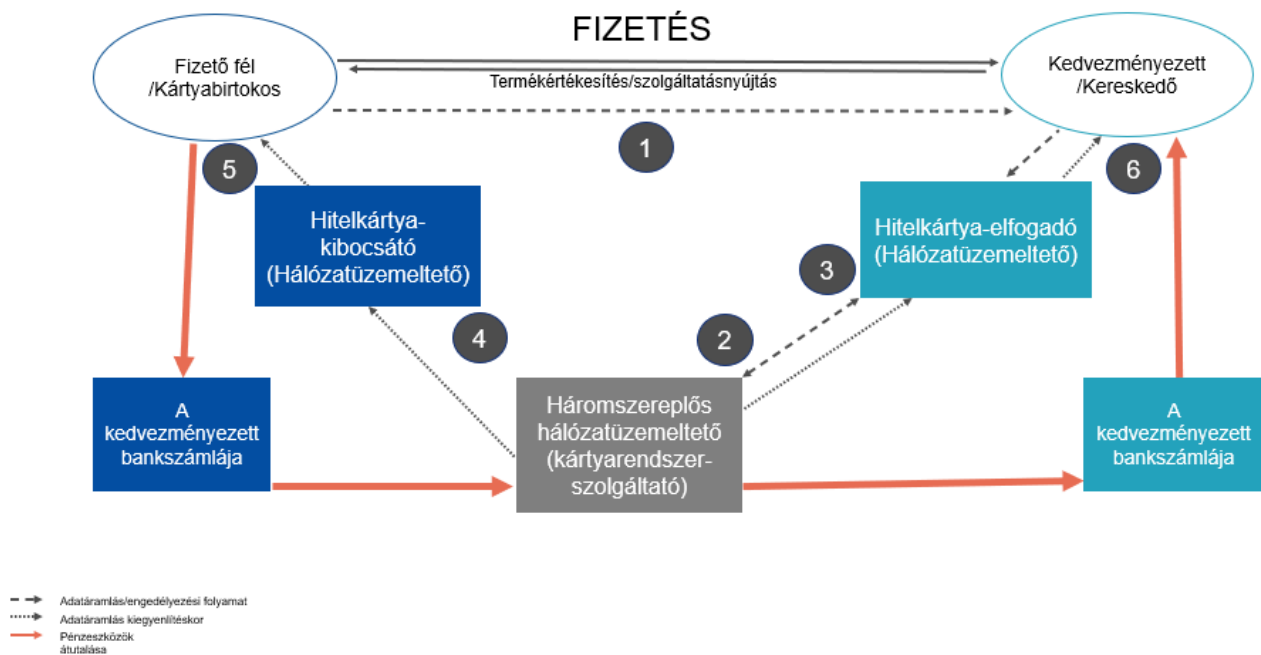 FIZETÉS
Fizető fél
/Kártyabirtokos
Termékértékesítés/szolgáltatásnyújtás
Kedvezményezett
/Kereskedő
1
5
6
Hitelkártya-
kibocsátó
(Hálózatüzemeltető)
Hitelkártya-elfogadó
(Hálózatüzemeltető)
3
4
2
A
kedvezményezett
bankszámlája
Háromszereplős
hálózatüzemeltető
(kártyarendszer-
szolgáltató)
A
kedvezményezett
bankszámlája
Adatáramlás/engedélyezési folyamat
Adatáramlás kiegyenlítéskor
Pénzeszközök
átutalása